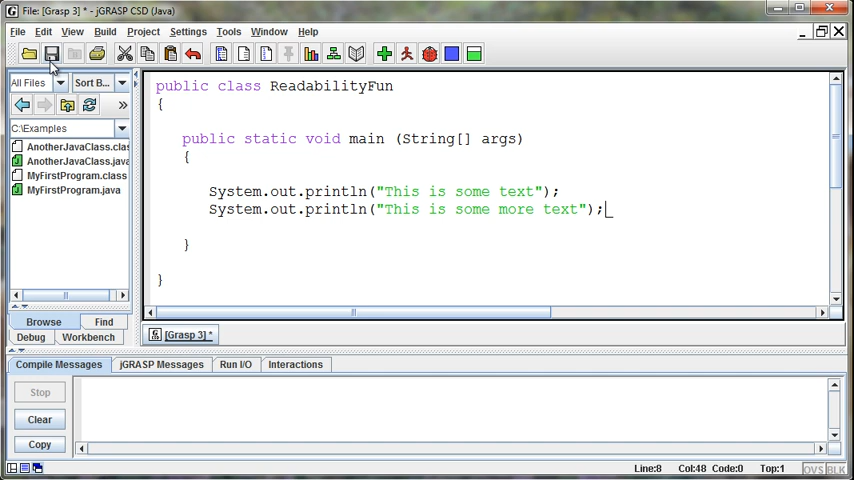 File: [Grasp 3] * - jGRASP CSD (Java)
File Edit View Build Project Settings Tools Window Help
All Files Sort B...
C:\Examples
AnotherJavaClass.clas
AnotherJavaClass.java
MyFirstProgram.class
MyFirstProgram.java
Browse Find
Debug Workbench
public class ReadabilityFun
{
public static void main (String[] args)
{
System.out.println("This is some text");
System.out.println("This is some more text");
}
}
[Grasp 3] *
Compile Messages jGRASP Messages Run I/O Interactions
Stop
Clear
Copy
Line:8 Col:48 Code:0 Top:1 OVS BLK